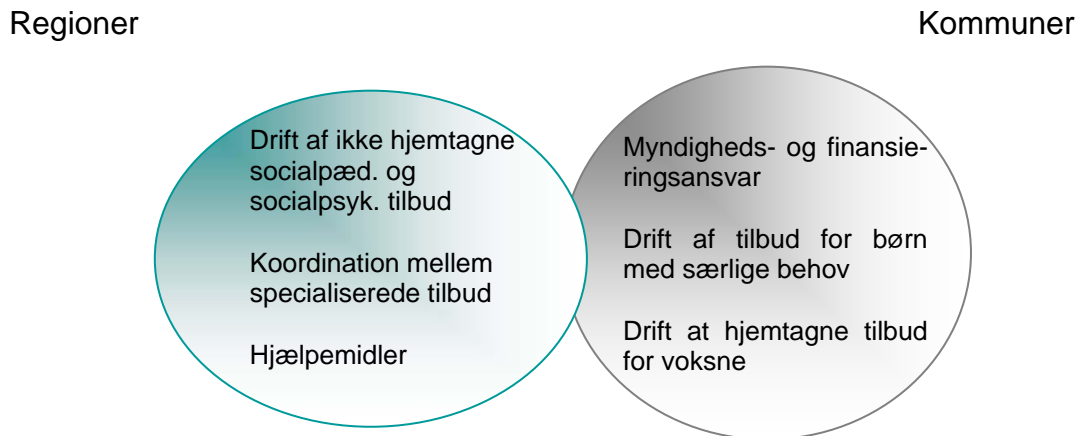 Regioner
Kommuner
Drift af ikke hjemtagne
socialpæd. og
socialpsyk. tilbud
Koordination mellem
specialiserede tilbud
Hjælpemidler
Myndigheds- og finansie-
ringsansvar
Drift af tilbud for børn
med særlige behov
Drift at hjemtagne tilbud
for voksne